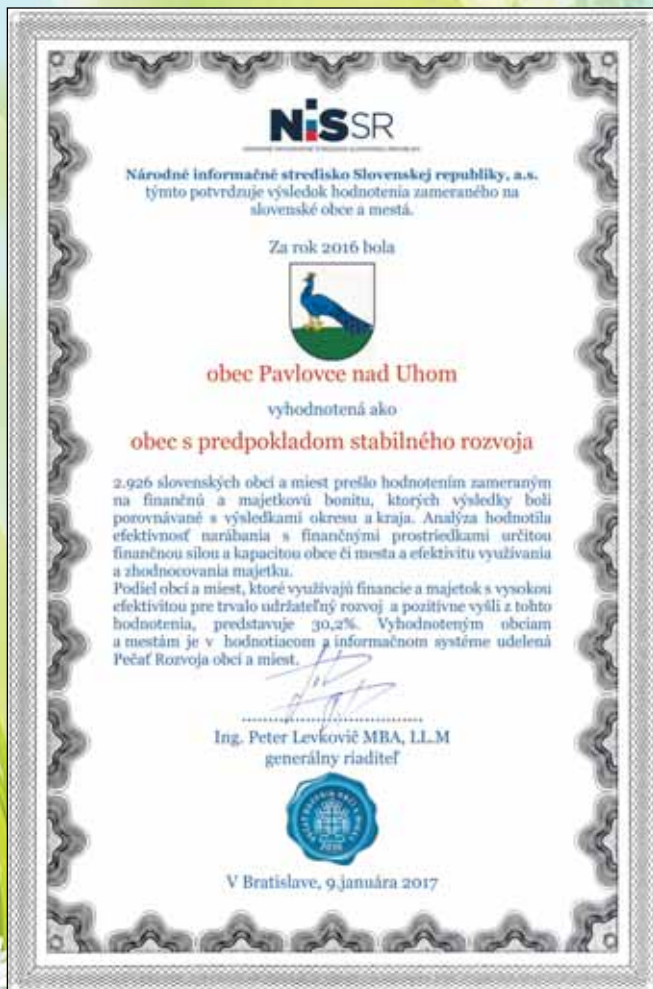 NiSSR
Národné informačné stredisko Slovenskej republiky, a.s.
týmto potvrdzuje výsledok hodnotenia zameraného na
slovenské obce a mestá.
Za rok 2016 bola
obec Pavlovce nad Uhom
vyhodnotená ako
obec s predpokladom stabilného rozvoja
2.926 slovenských obcí a miest prešlo hodnotením zameraným
na finančnú a majetkovú bonitu, ktorých výsledky boli
porovnávané s výsledkami okresu a kraja. Analýza hodnotila
efektívnosť narábania s finančnými prostriedkami určitou
finančnou silou a kapacitou obce či mesta a efektivitu využívania
a zhodnocovania majetku.
Podiel obcí a miest, ktoré využívajú financie a majetok s vysokou
efektivitou pre trvalo udržateľný rozvoj a pozitívne vyšli z tohto
hodnotenia, predstavuje 30,2%. Vyhodnoteným obciam
a mestám je v hodnotiacom a informačnom systéme udelená
Pečať Rozvoja obcí a miest.
Ing. Peter Levkovič MBA, LL.M
generálny riaditeľ
PEČAŤ ROZVOJA OBCÍ A MIEST
2016
V Bratislave, 9.januára 2017